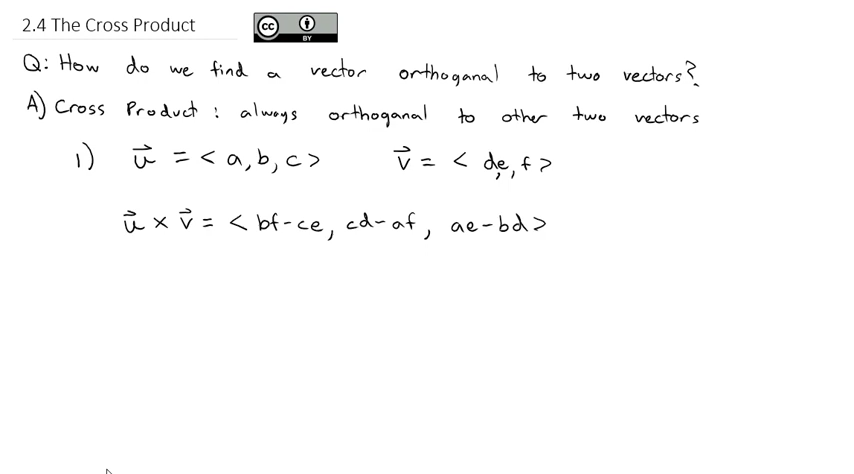 2.4 The Cross Product
cc BY
Q: How do we find a vector orthoganal to two vectors?
A) Cross Product : always orthoganal to other two vectors
1) u⃗ = < a, b, c > v⃗ = < d, e, f >
u⃗ × v⃗ = < bf-ce, cd-af, ae-bd >